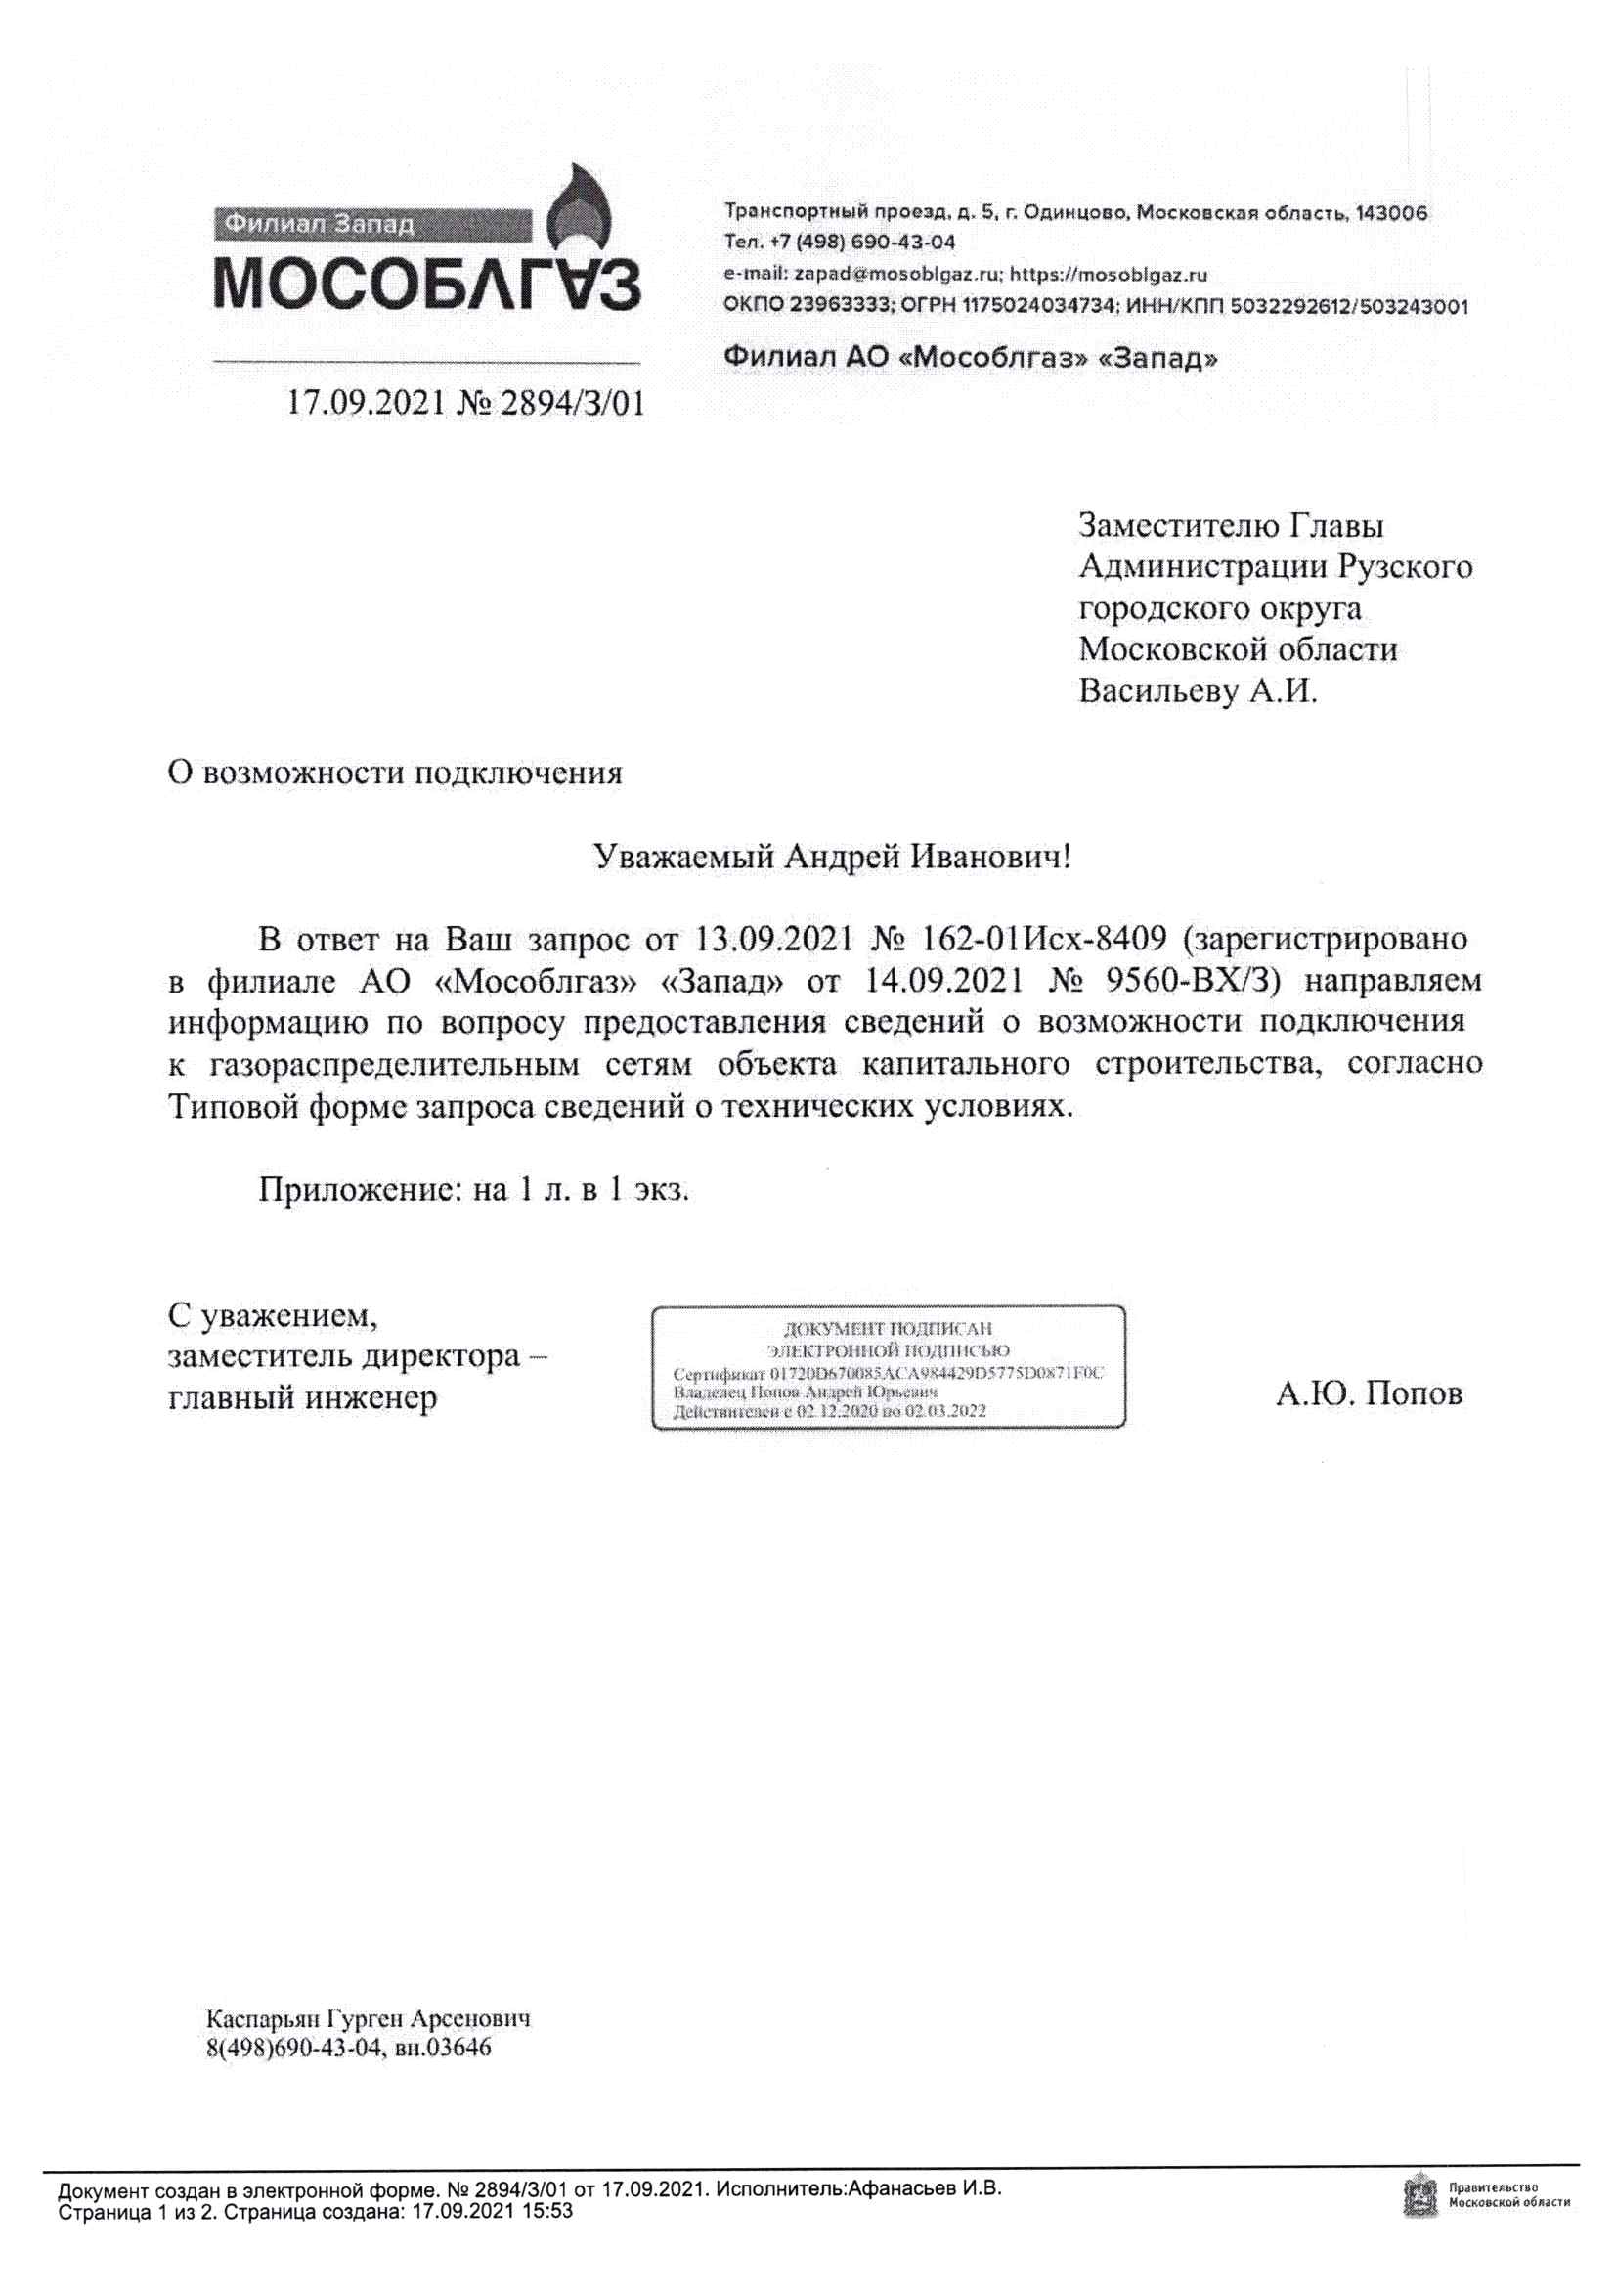 Филиал Запад
МОСОБЛГАЗ
17.09.2021 № 2894/З/01
Транспортный проезд, д. 5, г. Одинцово, Московская область, 143006
Тел. +7 (498) 690-43-04
e-mail: zapad@mosoblgaz.ru; https://mosoblgaz.ru
ОКПО 23963333; ОГРН 1175024034734; ИНН/КПП 5032292612/503243001
Филиал АО «Мособлгаз» «Запад»
Заместителю Главы
Администрации Рузского
городского округа
Московской области
Васильеву А.И.
О возможности подключения
Уважаемый Андрей Иванович!
В ответ на Ваш запрос от 13.09.2021 № 162-01Исх-8409 (зарегистрировано
в филиале АО «Мособлгаз» «Запад» от 14.09.2021 № 9560-ВХ/З) направляем
информацию по вопросу предоставления сведений о возможности подключения
к газораспределительным сетям объекта капитального строительства, согласно
Типовой форме запроса сведений о технических условиях.
Приложение: на 1 л. в 1 экз.
С уважением,
заместитель директора –
главный инженер
ДОКУМЕНТ ПОДПИСАН
ЭЛЕКТРОННОЙ ПОДПИСЬЮ
Сертификат 01720D670085ACA984429D5775D0871F0C
Владелец Попов Андрей Юрьевич
Действителен с 02.12.2020 по 02.03.2022
А.Ю. Попов
Каспарьян Гурген Арсенович
8(498)690-43-04, вн.03646
Документ создан в электронной форме. № 2894/З/01 от 17.09.2021. Исполнитель:Афанасьев И.В.
Страница 1 из 2. Страница создана: 17.09.2021 15:53
Правительство
Московской области